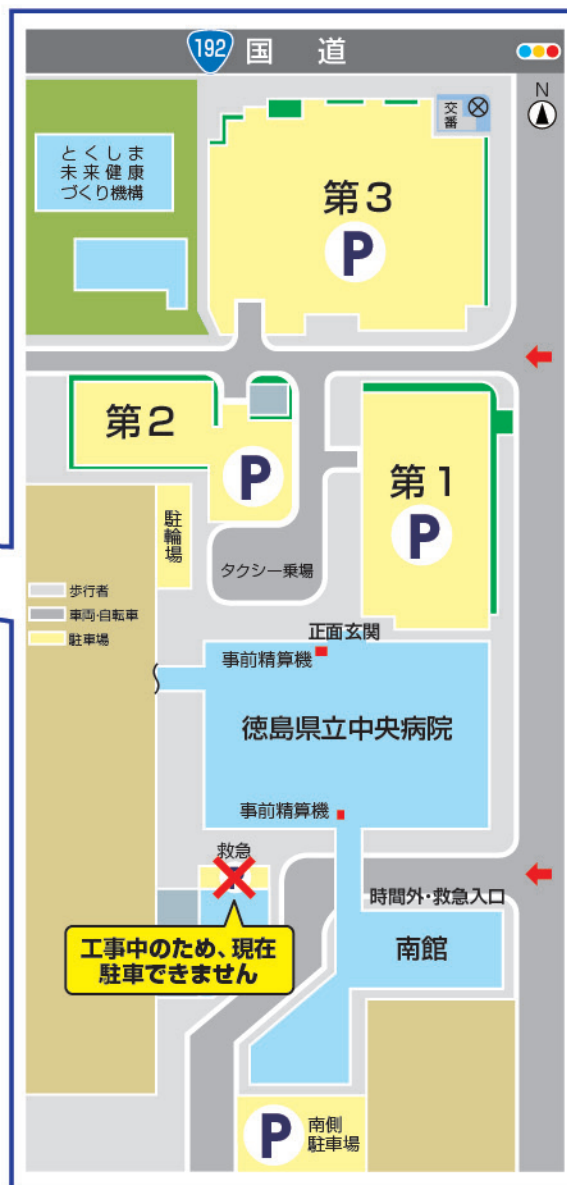 192 国道
N
交番
とくしま
未来健康
づくり機構
第3
P
第2
P
第1
P
駐輪場
タクシー乗場
歩行者
車両・自転車
駐車場
正面玄関
事前精算機
徳島県立中央病院
事前精算機
救急
P
時間外・救急入口
工事中のため、現在
駐車できません
南館
P
南側
駐車場